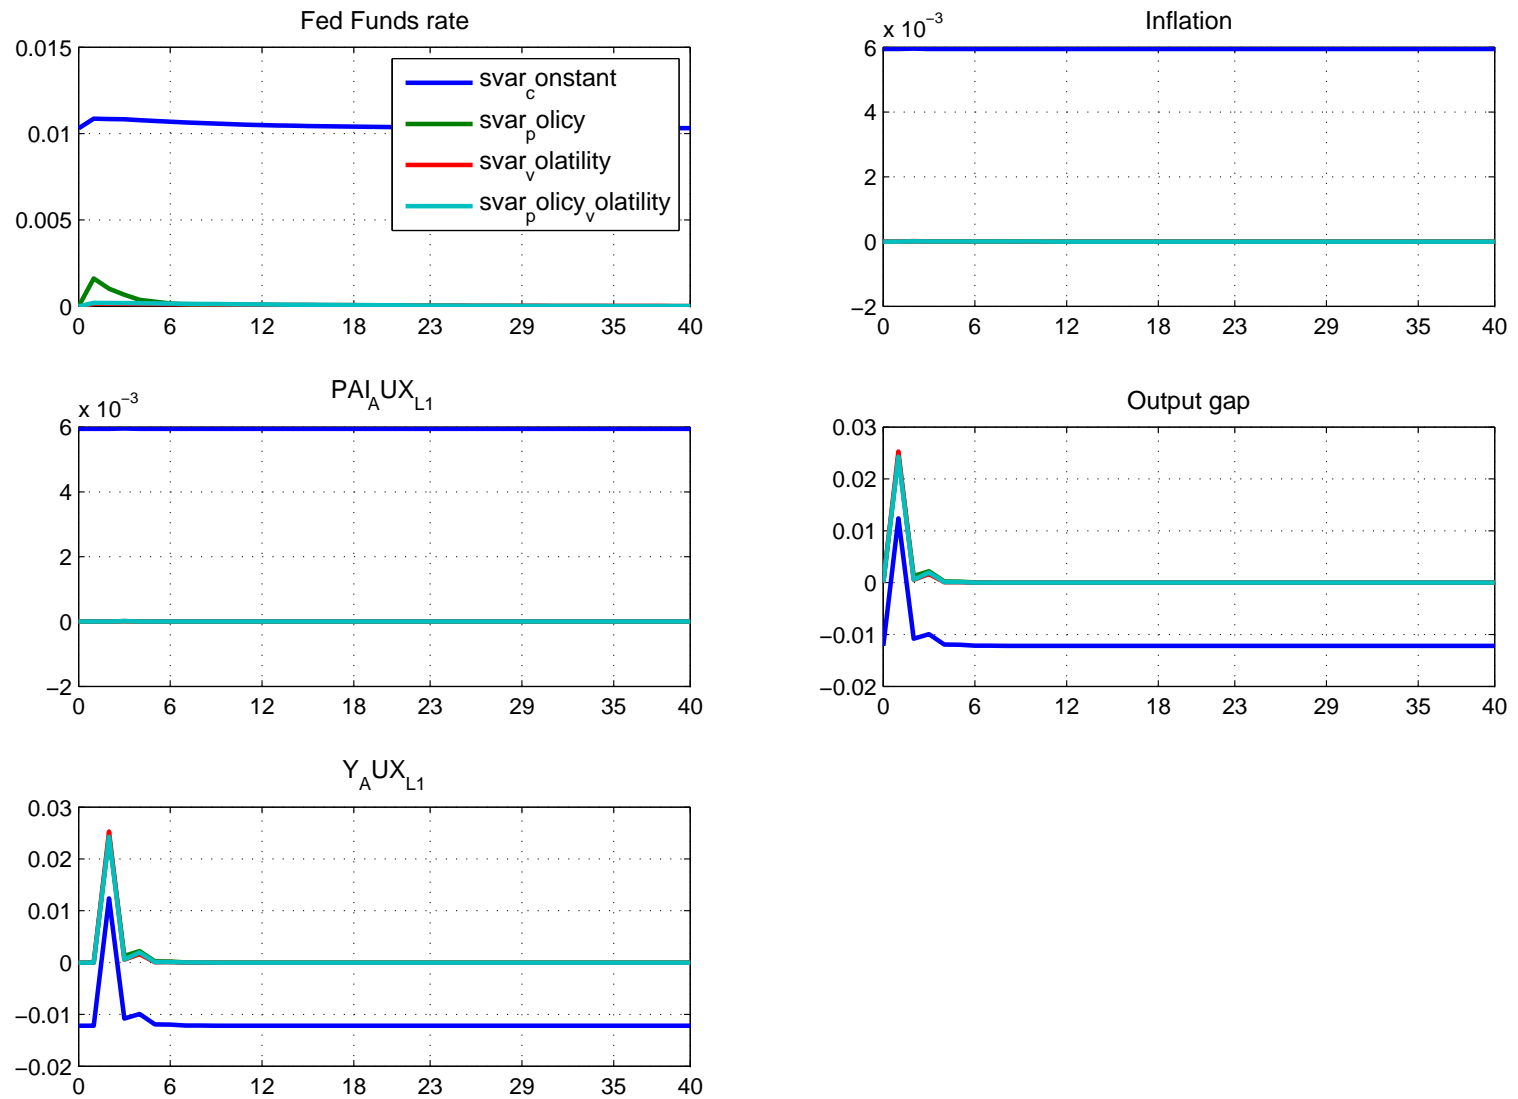 Fed Funds rate
0.015
0.01
0.005
0
0 6 12 18 23 29 35 40
svar_constant
svar_policy
svar_volatility
svar_policy_volatility
Inflation
x 10^−3
6
4
2
0
−2
0 6 12 18 23 29 35 40
PAI_AUX_L1
x 10^−3
6
4
2
0
−2
0 6 12 18 23 29 35 40
Output gap
0.03
0.02
0.01
0
−0.01
−0.02
0 6 12 18 23 29 35 40
Y_AUX_L1
0.03
0.02
0.01
0
−0.01
−0.02
0 6 12 18 23 29 35 40